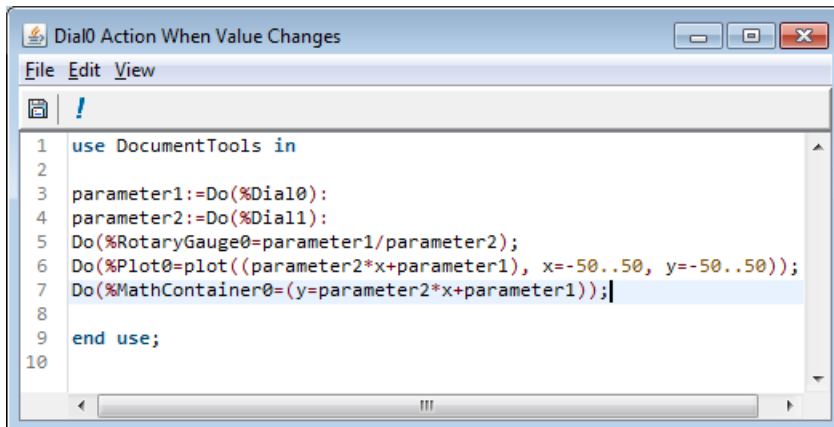 Dial0 Action When Value Changes
File Edit View
!
1 use DocumentTools in
2
3 parameter1:=Do(%Dial0):
4 parameter2:=Do(%Dial1):
5 Do(%RotaryGauge0=parameter1/parameter2);
6 Do(%Plot0=plot((parameter2*x+parameter1), x=-50..50, y=-50..50));
7 Do(%MathContainer0=(y=parameter2*x+parameter1));
8
9 end use;
10